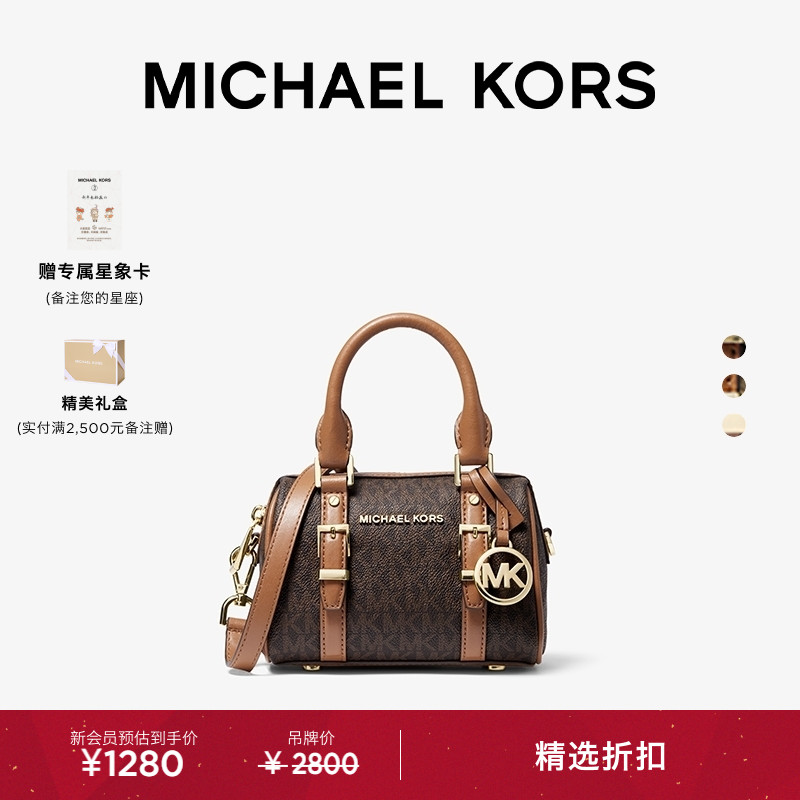 MICHAEL KORS
MICHAEL KORS
赠专属星象卡
(备注您的星座)
MICHAEL KORS
精美礼盒
(实付满2,500元备注赠)
MICHAEL KORS
MK
新会员预估到手价
¥1280
吊牌价
¥ 2800
精选折扣